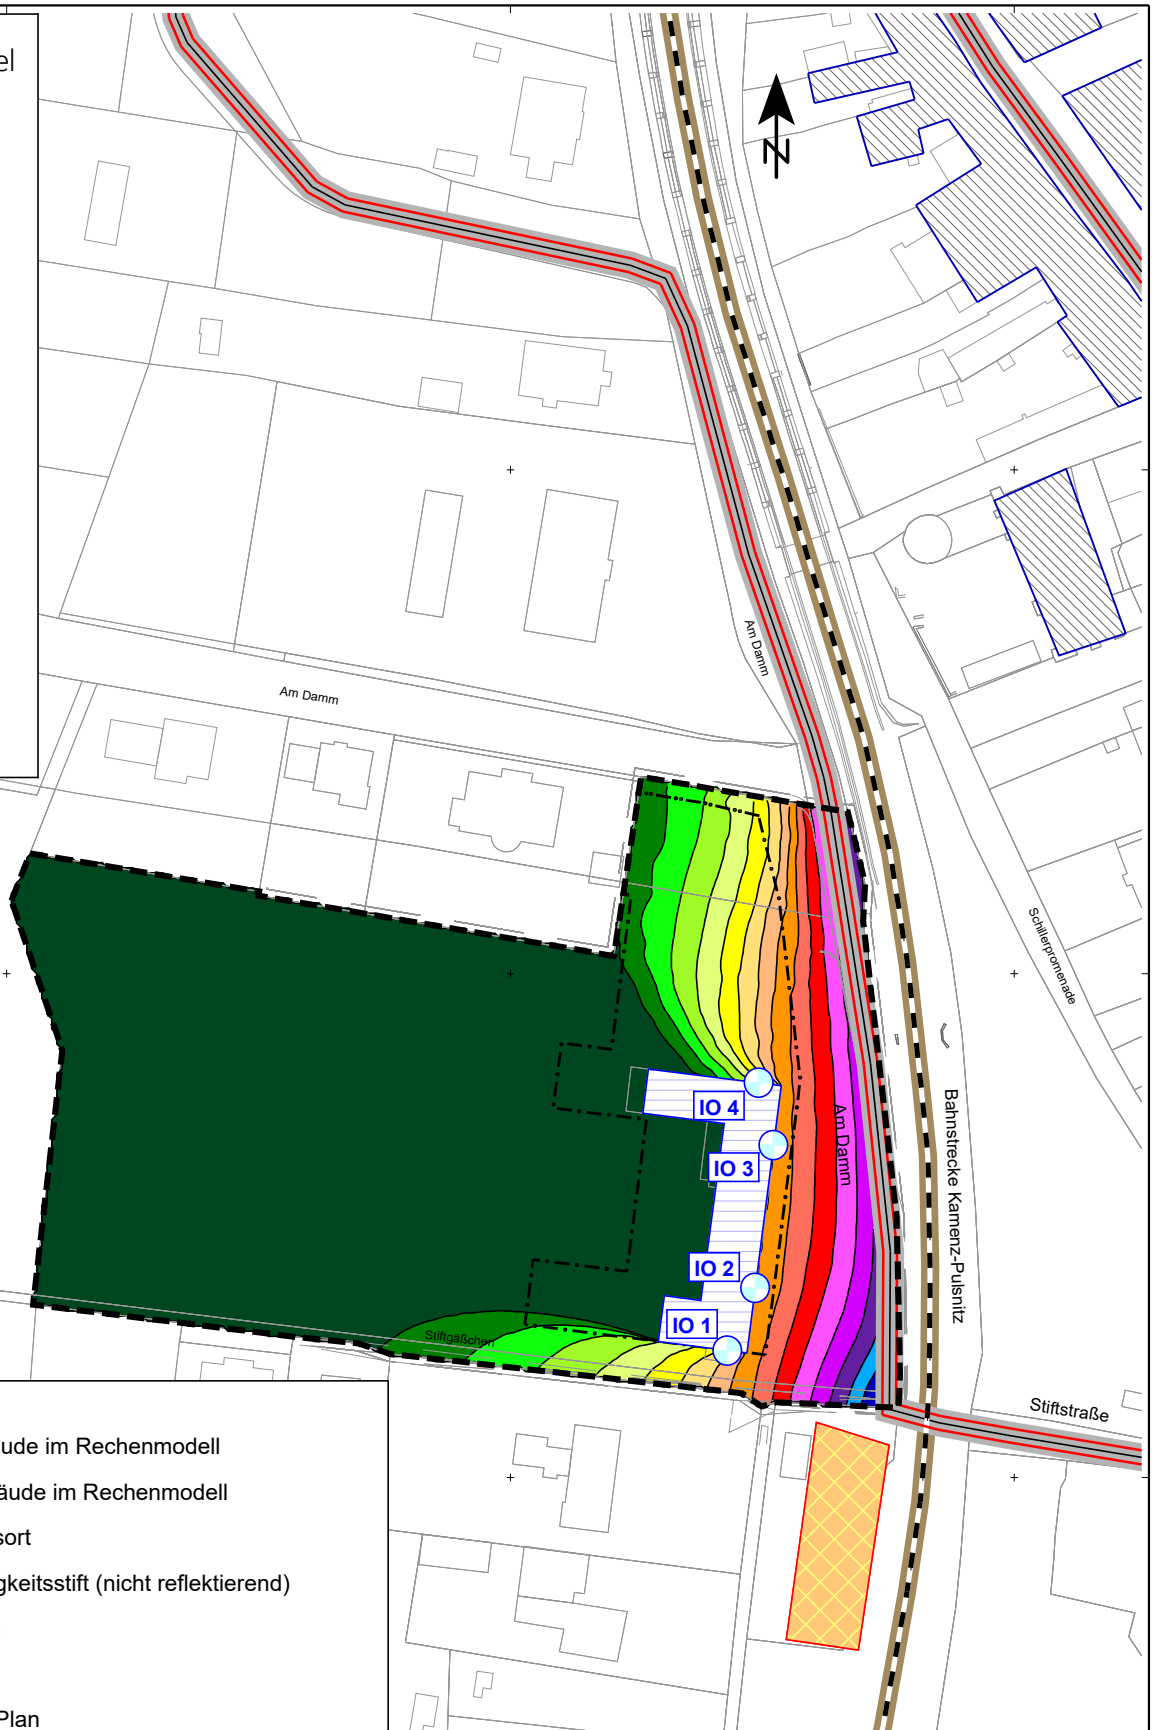 el
N
Am Damm
Am Damm
Schillerpromenade
IO 4
IO 3
Am Damm
Bahnstrecke Kamenz-Pulsnitz
IO 2
IO 1
Stiftgäßchen
Stiftstraße
ude im Rechenmodell
äude im Rechenmodell
sort
gkeitsstift (nicht reflektierend)
Plan